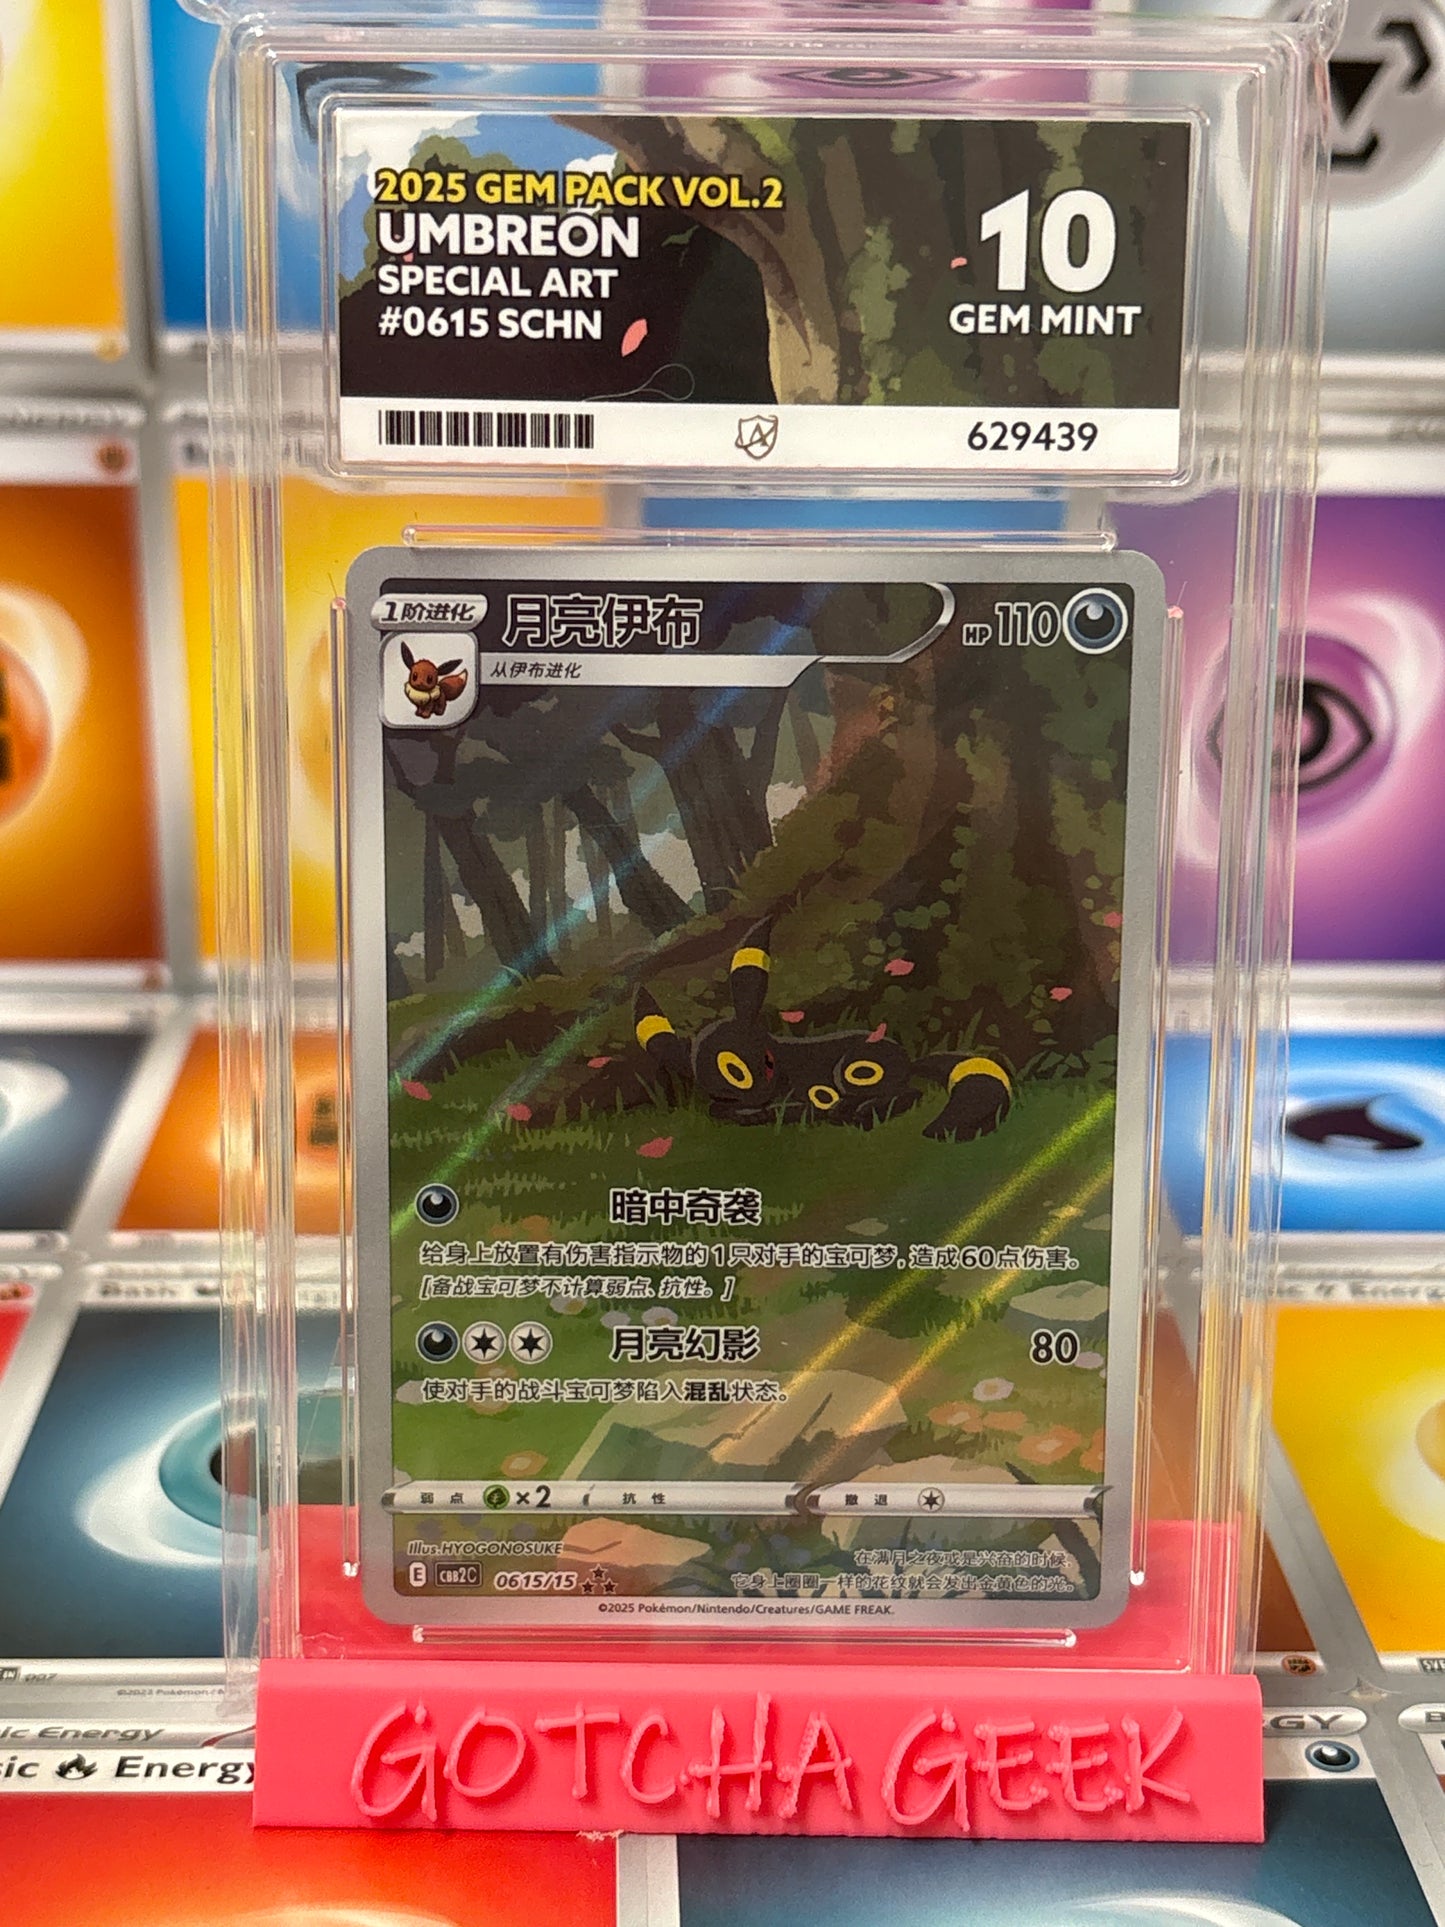 2025 GEM PACK VOL.2
UMBREON
SPECIAL ART
#0615 SCHN
10
GEM MINT
629439
1阶进化
月亮伊布
HP 110
从伊布进化
暗中奇袭
给身上放置有伤害指示物的1只对手的宝可梦,造成60点伤害。
[备战宝可梦不计算弱点、抗性。]
月亮幻影
80
使对手的战斗宝可梦陷入混乱状态。
弱点 ×2 抗性 撤退
Illus.HYOGONOSUKE
在满月之夜或是兴奋的时候,
E CBB2C 0615/15
它身上圈圈一样的花纹就会发出金黄色的光。
©2025 Pokémon/Nintendo/Creatures/GAME FREAK.
GOTCHA GEEK
Energy